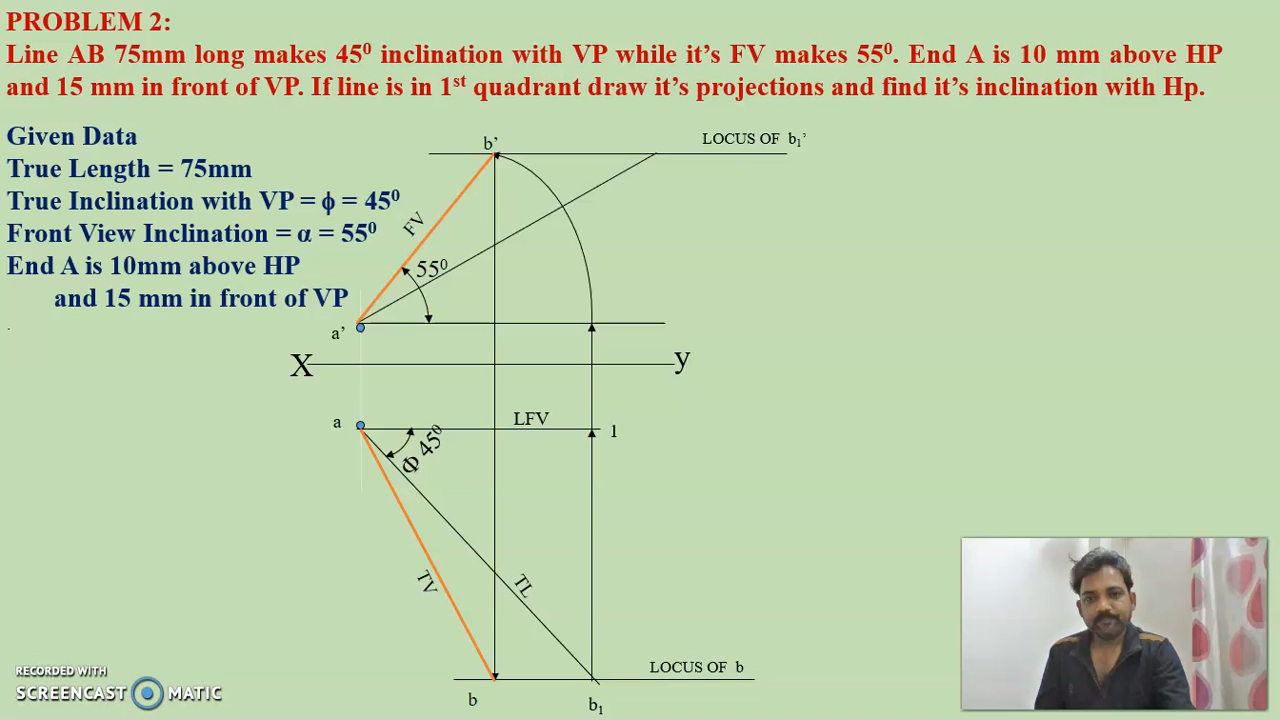 PROBLEM 2:
Line AB 75mm long makes 45⁰ inclination with VP while it’s FV makes 55⁰. End A is 10 mm above HP
and 15 mm in front of VP. If line is in 1ˢᵗ quadrant draw it’s projections and find it’s inclination with Hp.
Given Data
True Length = 75mm
True Inclination with VP = ϕ = 45⁰
Front View Inclination = α = 55⁰
End A is 10mm above HP
and 15 mm in front of VP
b’
LOCUS OF b₁’
FV
55⁰
a’
X
y
a
LFV
1
Φ 45⁰
TV
TL
LOCUS OF b
b
b₁
RECORDED WITH
SCREENCAST MATIC